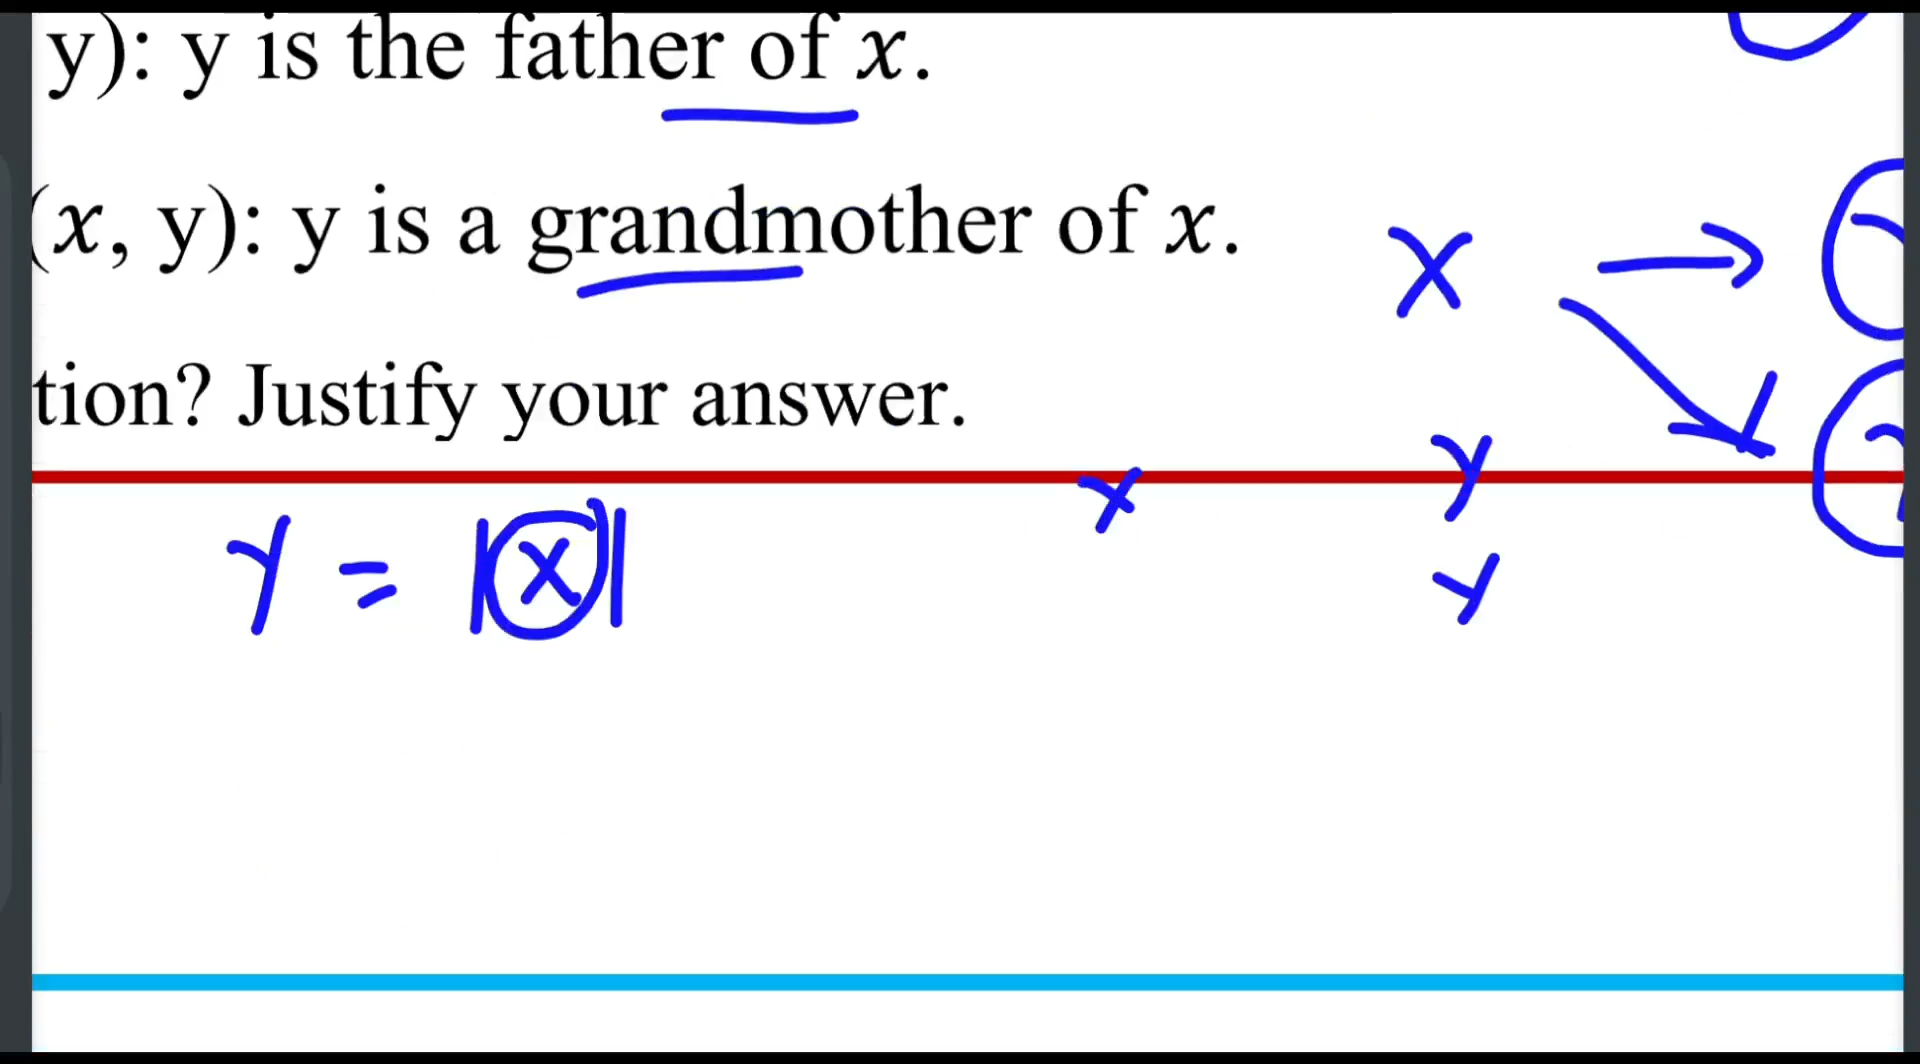 y): y is the father of x.
(x, y): y is a grandmother of x.
x
tion? Justify your answer.
y
x
y = |x|
y